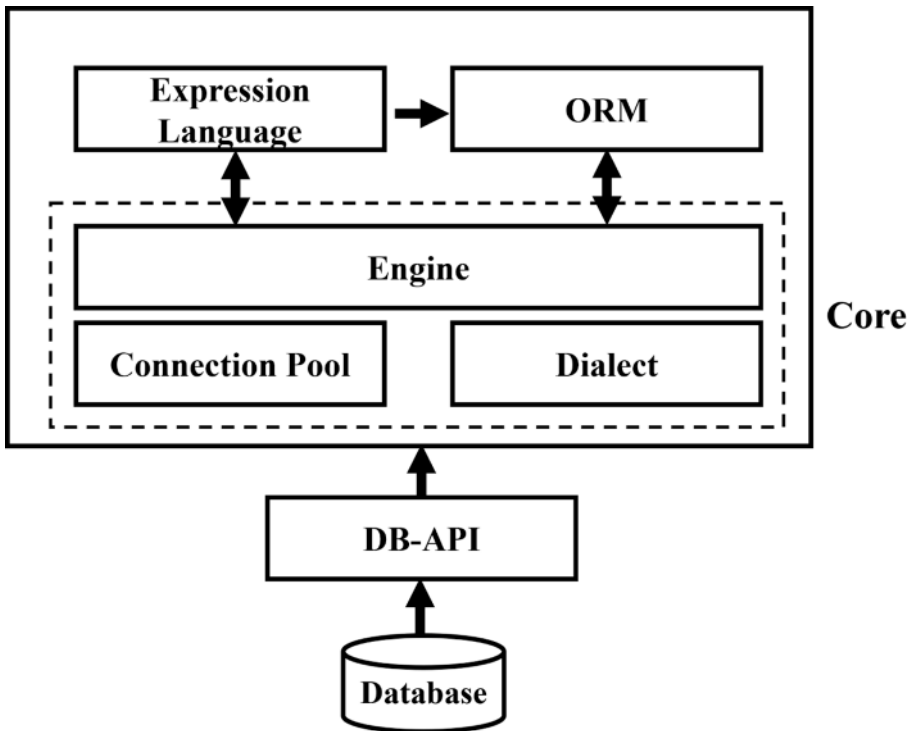 Expression
Language
ORM
Engine
Core
Connection Pool
Dialect
DB-API
Database